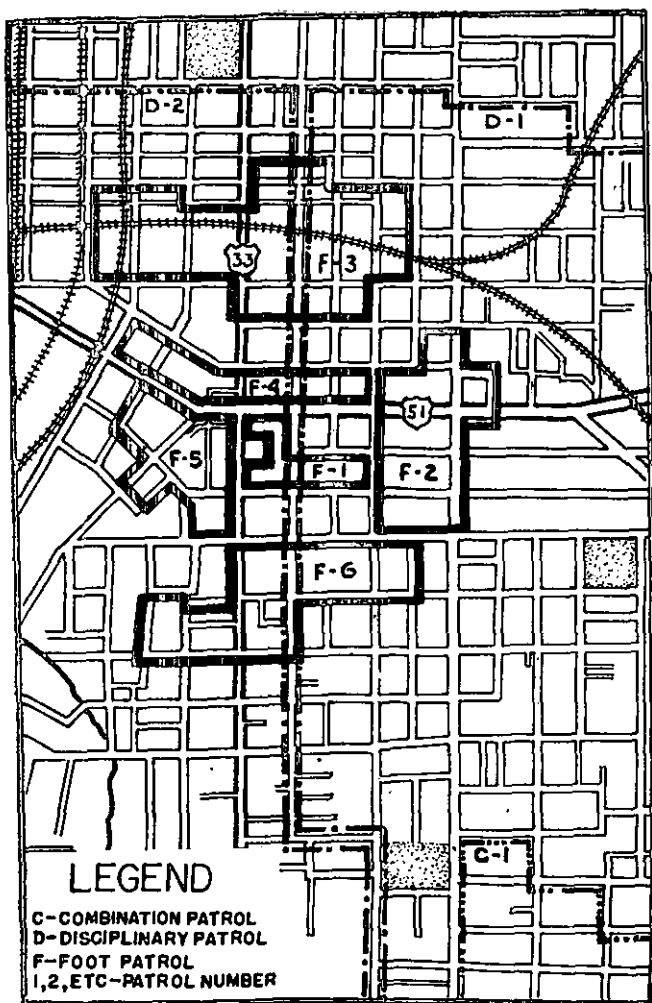 D-2
D-1
33
F-3
F-4
51
F-5
F-1
F-2
F-6
C-1
LEGEND
C-COMBINATION PATROL
D-DISCIPLINARY PATROL
F-FOOT PATROL
1,2,ETC-PATROL NUMBER